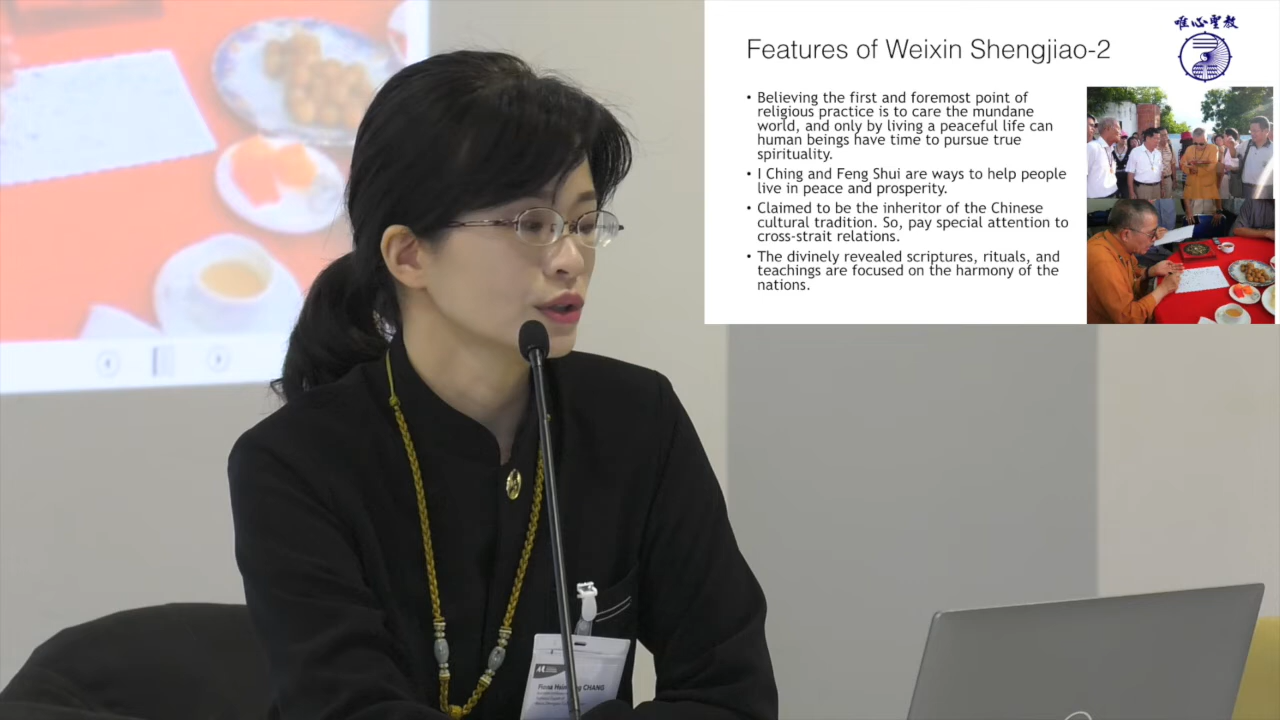 唯心聖教
Features of Weixin Shengjiao-2
• Believing the first and foremost point of
religious practice is to care the mundane
world, and only by living a peaceful life can
human beings have time to pursue true
spirituality.
• I Ching and Feng Shui are ways to help people
live in peace and prosperity.
• Claimed to be the inheritor of the Chinese
cultural tradition. So, pay special attention to
cross-strait relations.
• The divinely revealed scriptures, rituals, and
teachings are focused on the harmony of the
nations.
CHANG